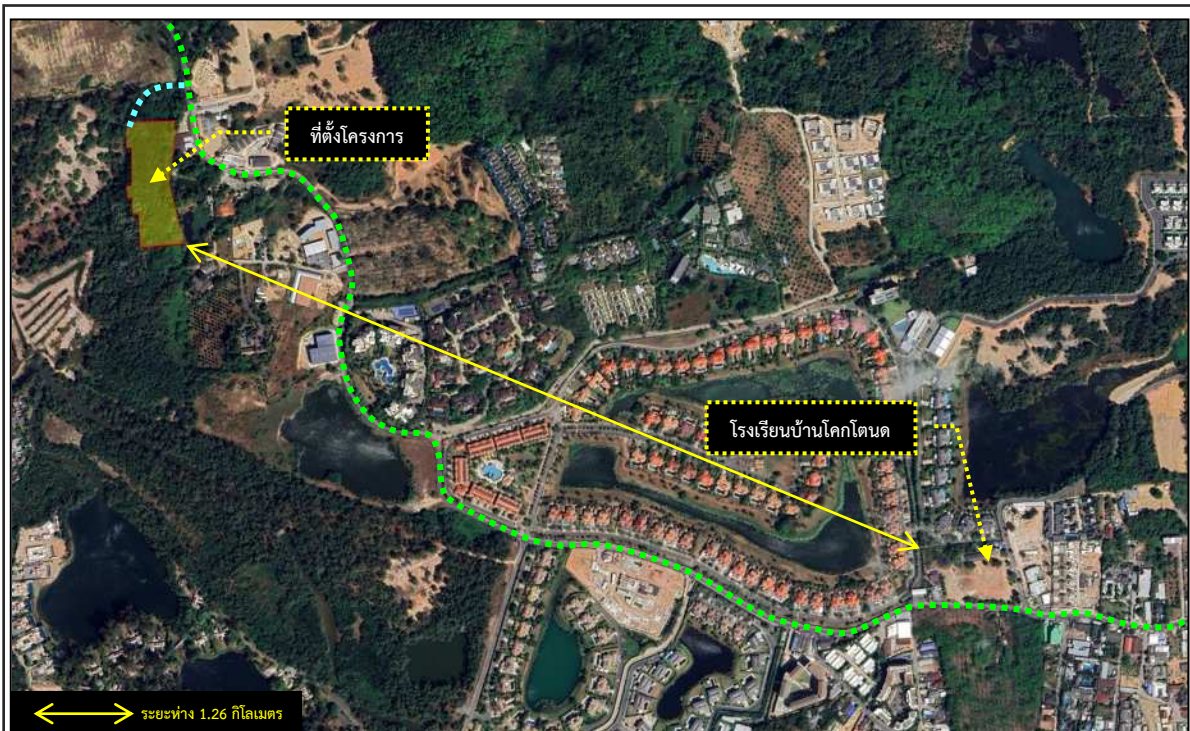 ที่ตั้งโครงการ
โรงเรียนบ้านโคกโตนด
ระยะห่าง 1.26 กิโลเมตร